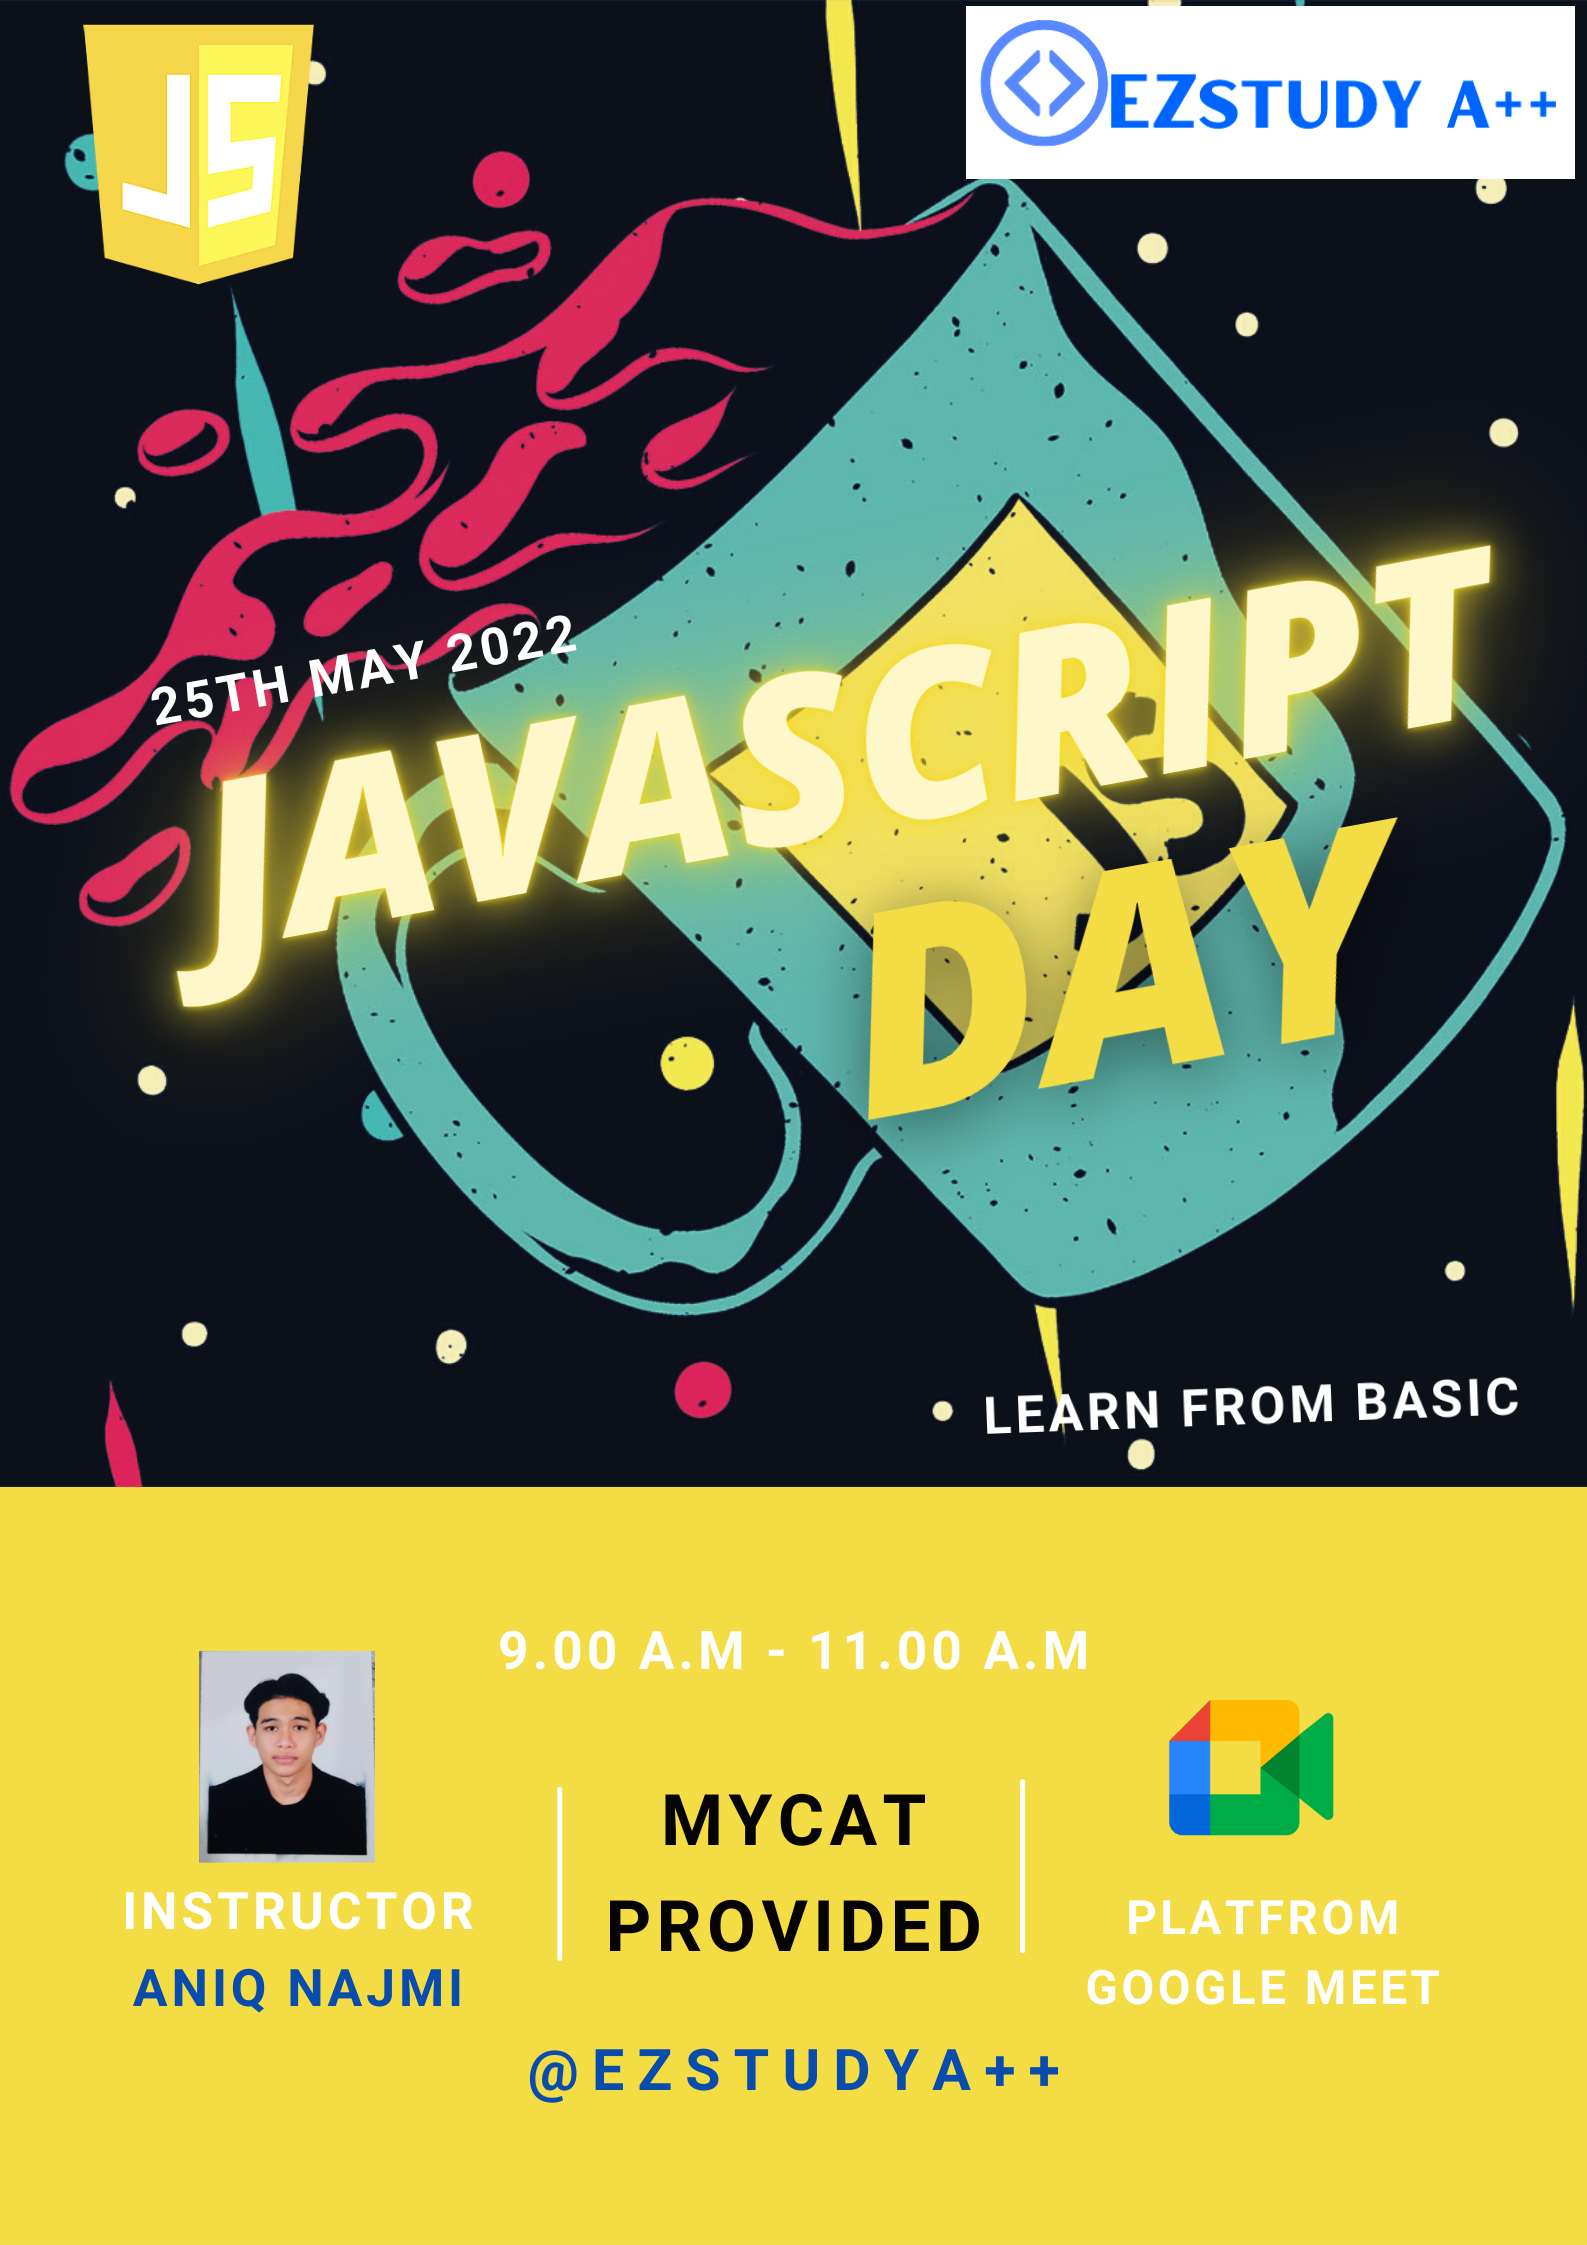 JS
EZSTUDY A++
25TH MAY 2022
JAVASCRIPT
DAY
LEARN FROM BASIC
9.00 A.M - 11.00 A.M
MYCAT
PROVIDED
INSTRUCTOR
ANIQ NAJMI
PLATFROM
GOOGLE MEET
@EZSTUDYA++